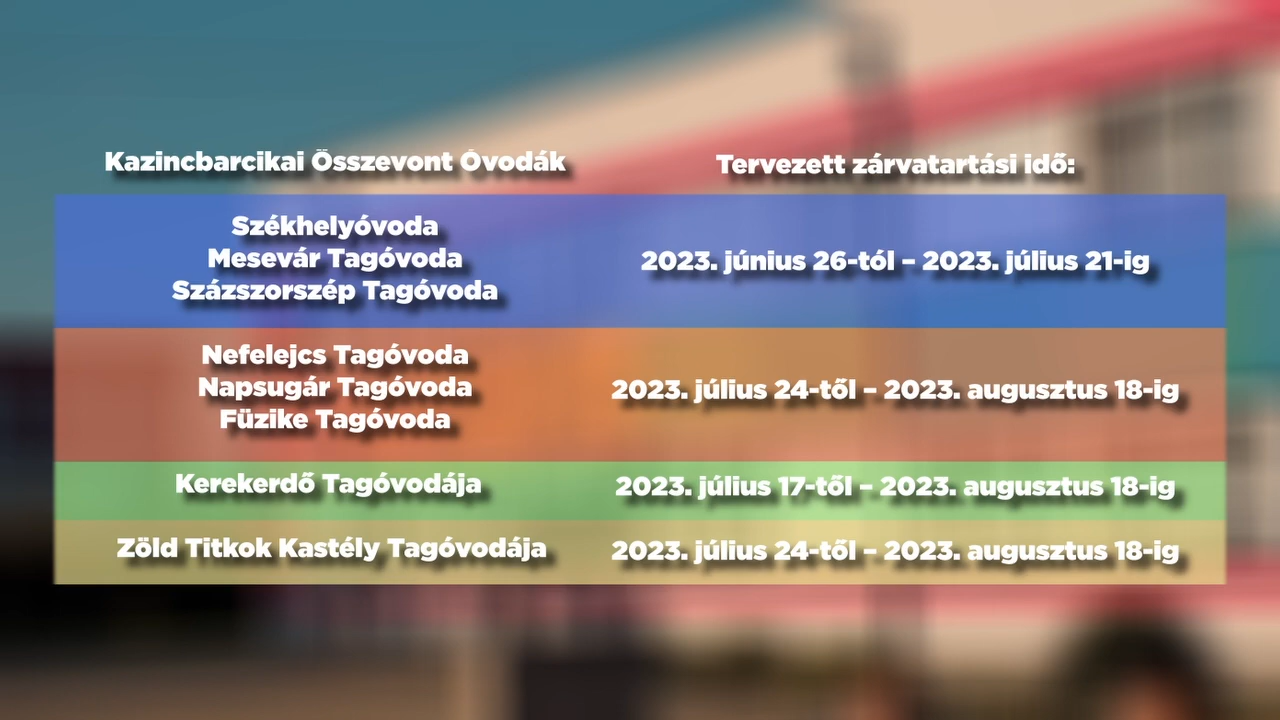 Kazincbarcikai Összevont Óvodák
Tervezett zárvatartási idő:
Székhelyóvoda
Mesevár Tagóvoda
Százszorszép Tagóvoda
2023. június 26-tól – 2023. július 21-ig
Nefelejcs Tagóvoda
Napsugár Tagóvoda
Füzike Tagóvoda
2023. július 24-től – 2023. augusztus 18-ig
Kerekerdő Tagóvodája
2023. július 17-től – 2023. augusztus 18-ig
Zöld Titkok Kastély Tagóvodája
2023. július 24-től – 2023. augusztus 18-ig